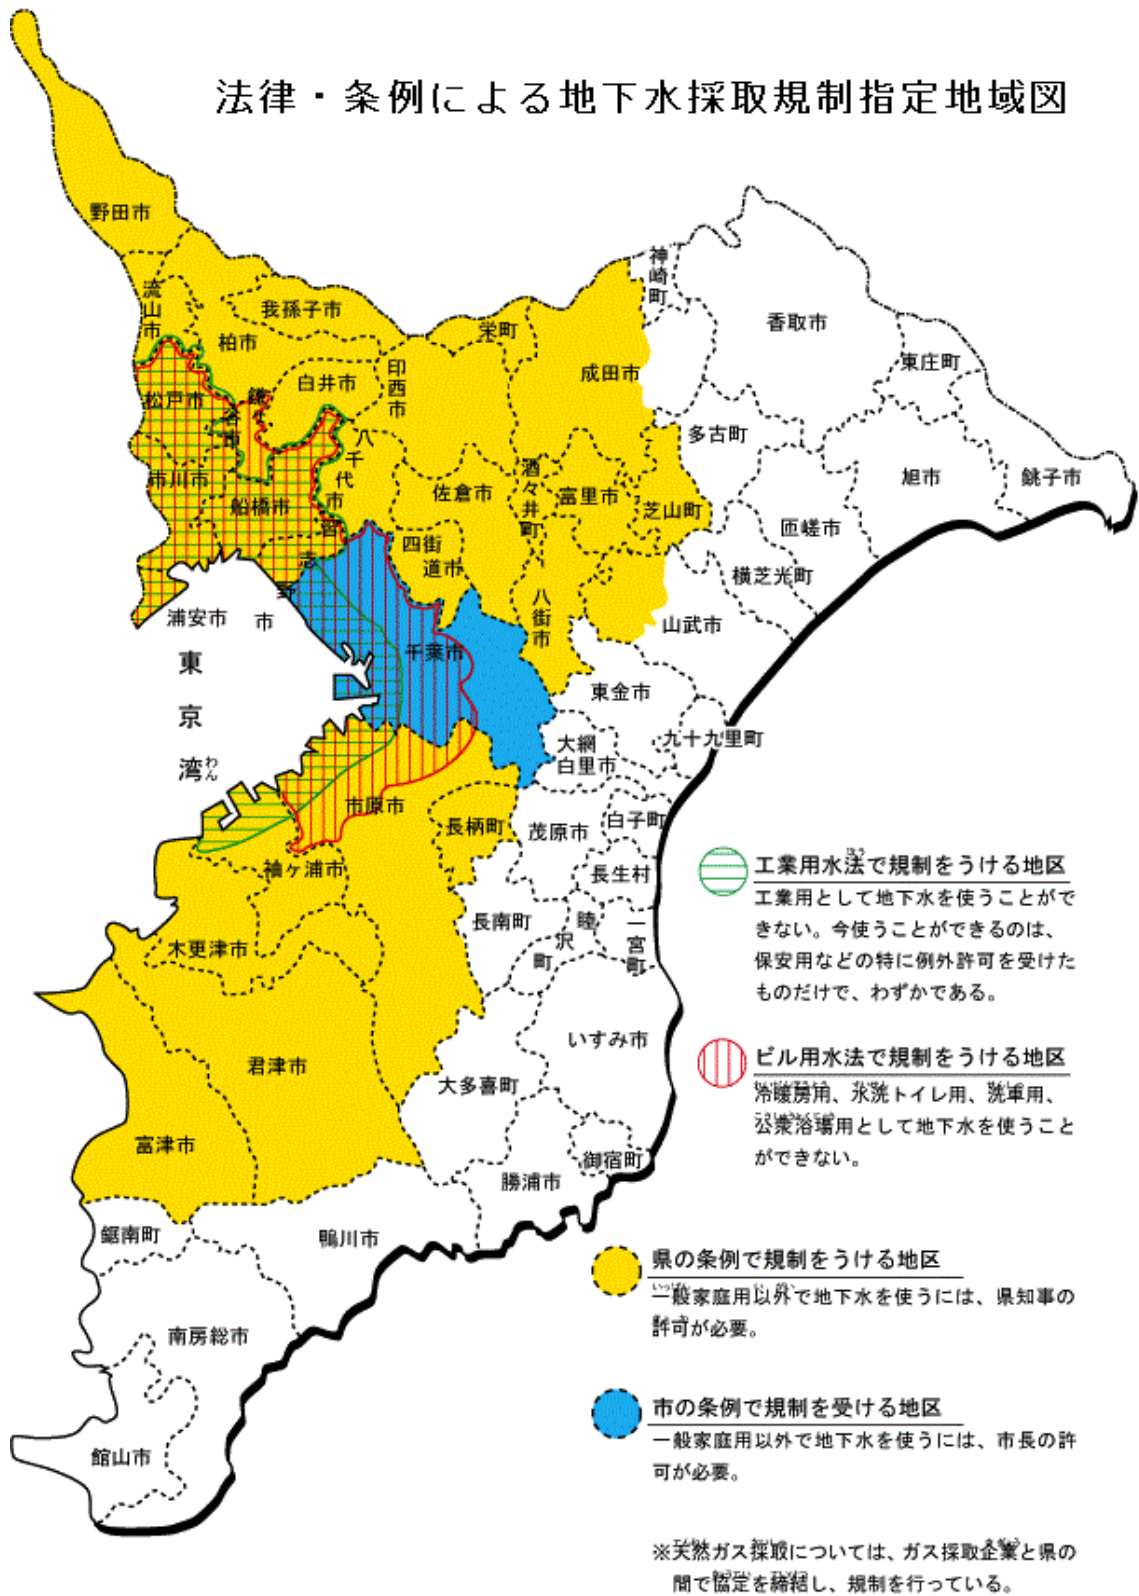 法律・条例による地下水採取規制指定地域図
野田市
流山市
我孫子市
柏市
栄町
神崎町
香取市
東庄町
成田市
印西市
白井市
鎌ケ谷市
松戸市
八千代市
多古町
旭市
銚子市
市川市
船橋市
佐倉市
酒々井町
富里市
芝山町
匝瑳市
習志野市
四街道市
横芝光町
八街市
山武市
浦安市
千葉市
東金市
東京湾
わん
大網白里市
九十九里町
市原市
長柄町
茂原市
白子町
袖ヶ浦市
長生村
長南町
睦沢町
一宮町
木更津市
君津市
いすみ市
大多喜町
富津市
御宿町
勝浦市
鋸南町
鴨川市
南房総市
館山市
工業用水法で規制をうける地区
工業用として地下水を使うことがで
きない。今使うことができるのは、
保安用などの特に例外許可を受けた
ものだけで、わずかである。
ビル用水法で規制をうける地区
冷暖房用、水洗トイレ用、洗車用、
公衆浴場用として地下水を使うこと
ができない。
県の条例で規制をうける地区
一般家庭用以外で地下水を使うには、県知事の
許可が必要。
市の条例で規制を受ける地区
一般家庭用以外で地下水を使うには、市長の許
可が必要。
※天然ガス採取については、ガス採取企業と県の
間で協定を締結し、規制を行っている。